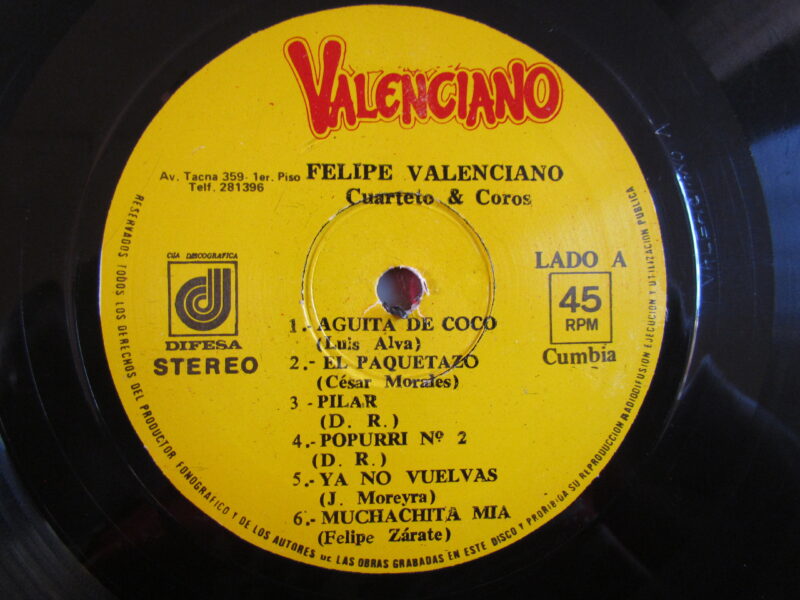 VALENCIANO
FELIPE VALENCIANO
Cuarteto & Coros
Av. Tacna 359- 1er. Piso
Telf. 281396
CIA DISCOGRAFICA
DIFESA
STEREO
LADO A
45
RPM
Cumbia
1.- AGUITA DE COCO
(Luis Alva)
2.- EL PAQUETAZO
(César Morales)
3 - PILAR
(D. R.)
4.- POPURRI Nº 2
(D. R.)
5.- YA NO VUELVAS
(J. Moreyra)
6.- MUCHACHITA MIA
(Felipe Zárate)
RESERVADOS TODOS LOS DERECHOS DEL PRODUCTOR FONOGRAFICO Y DE LOS AUTORES DE LAS OBRAS GRABADAS EN ESTE DISCO Y PROHIBIDA SU REPRODUCCION RADIODIFUSION EJECUCION Y UTILIZACION PUBLICA